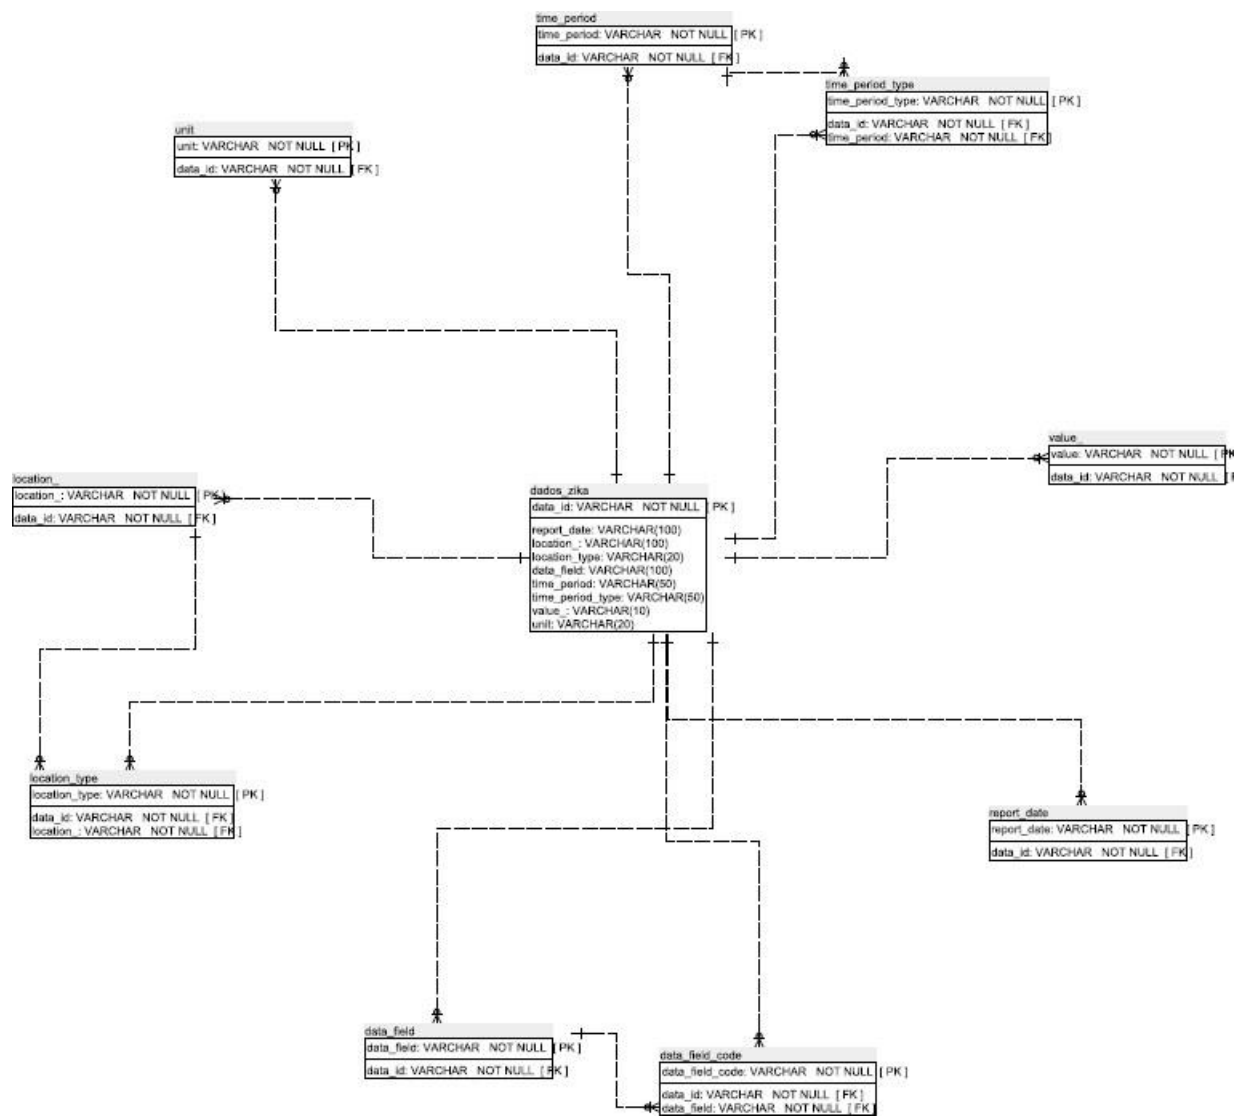 time_period
time_period: VARCHAR NOT NULL [ PK ]
data_id: VARCHAR NOT NULL [ FK ]
time_period_type
time_period_type: VARCHAR NOT NULL [ PK ]
data_id: VARCHAR NOT NULL [ FK ]
time_period: VARCHAR NOT NULL [ FK ]
unit
unit: VARCHAR NOT NULL [ PK ]
data_id: VARCHAR NOT NULL [ FK ]
value_
value: VARCHAR NOT NULL [ PK
data_id: VARCHAR NOT NULL [ F
location_
location_: VARCHAR NOT NULL [ PK ]
data_id: VARCHAR NOT NULL [ FK ]
dados_zika
data_id: VARCHAR NOT NULL [ PK ]
report_date: VARCHAR(100)
location_: VARCHAR(100)
location_type: VARCHAR(20)
data_field: VARCHAR(100)
time_period: VARCHAR(50)
time_period_type: VARCHAR(50)
value_: VARCHAR(10)
unit: VARCHAR(20)
location_type
location_type: VARCHAR NOT NULL [ PK ]
data_id: VARCHAR NOT NULL [ FK ]
location_: VARCHAR NOT NULL [ FK ]
report_date
report_date: VARCHAR NOT NULL [ PK ]
data_id: VARCHAR NOT NULL [ FK ]
data_field
data_field: VARCHAR NOT NULL [ PK ]
data_id: VARCHAR NOT NULL [ FK ]
data_field_code
data_field_code: VARCHAR NOT NULL [ PK ]
data_id: VARCHAR NOT NULL [ FK ]
data_field: VARCHAR NOT NULL [ FK ]